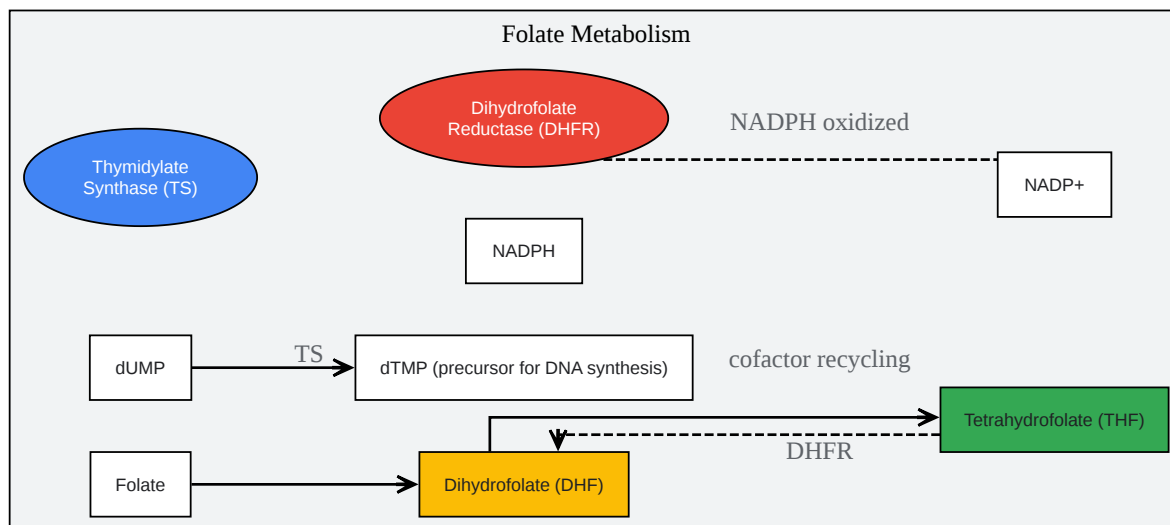 Folate Metabolism
Dihydrofolate
Reductase (DHFR)
NADPH oxidized
Thymidylate
Synthase (TS)
NADP+
NADPH
dUMP
TS
dTMP (precursor for DNA synthesis)
cofactor recycling
Tetrahydrofolate (THF)
DHFR
Folate
Dihydrofolate (DHF)